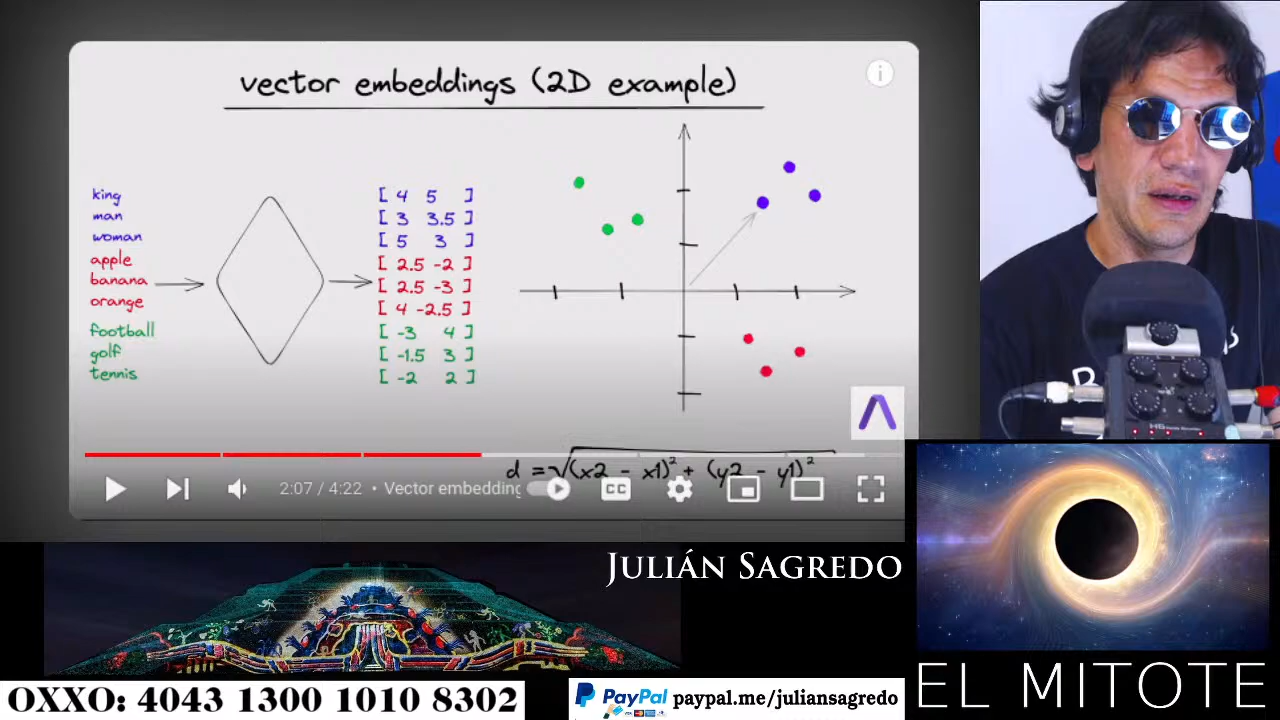 vector embeddings (2D example)
king
man
woman
apple
banana
orange
football
golf
tennis
[ 4 5 ]
[ 3 3.5 ]
[ 5 3 ]
[ 2.5 -2 ]
[ 2.5 -3 ]
[ 4 -2.5 ]
[ -3 4 ]
[ -1.5 3 ]
[ -2 2 ]
d = √(x2 - x1)² + (y2 - y1)²
2:07 / 4:22 • Vector embedding
CC
JULIÁN SAGREDO
OXXO: 4043 1300 1010 8302
PayPal paypal.me/juliansagredo
EL MITOTE
H6